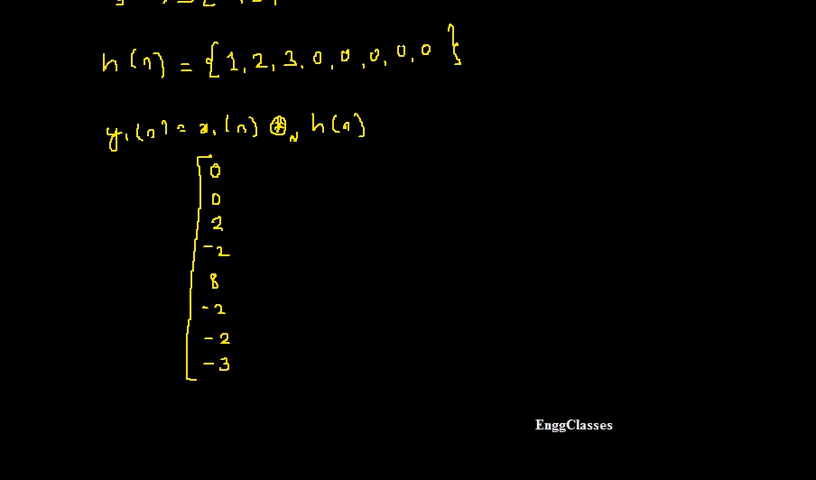 h(n) = {1, 2, 3, 0, 0, 0, 0, 0}
y₁(n) = x₁(n) ⊛N h(n)
0
0
2
-2
8
-2
-2
-3
EnggClasses